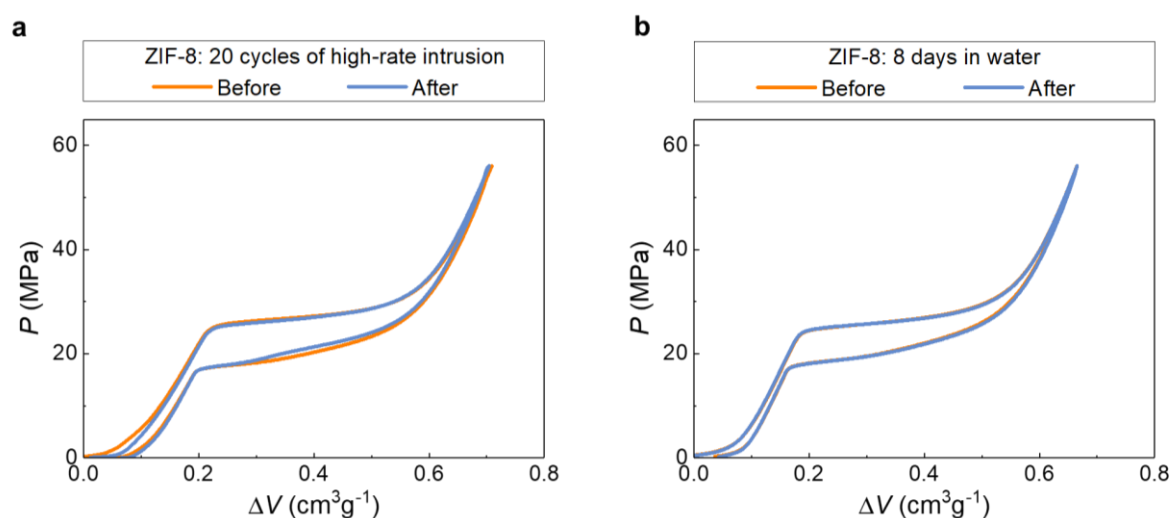 a
ZIF-8: 20 cycles of high-rate intrusion
Before After
60
40
20
0
P (MPa)
0.0 0.2 0.4 0.6 0.8
ΔV (cm³g⁻¹)
b
ZIF-8: 8 days in water
Before After
60
40
20
0
P (MPa)
0.0 0.2 0.4 0.6 0.8
ΔV (cm³g⁻¹)